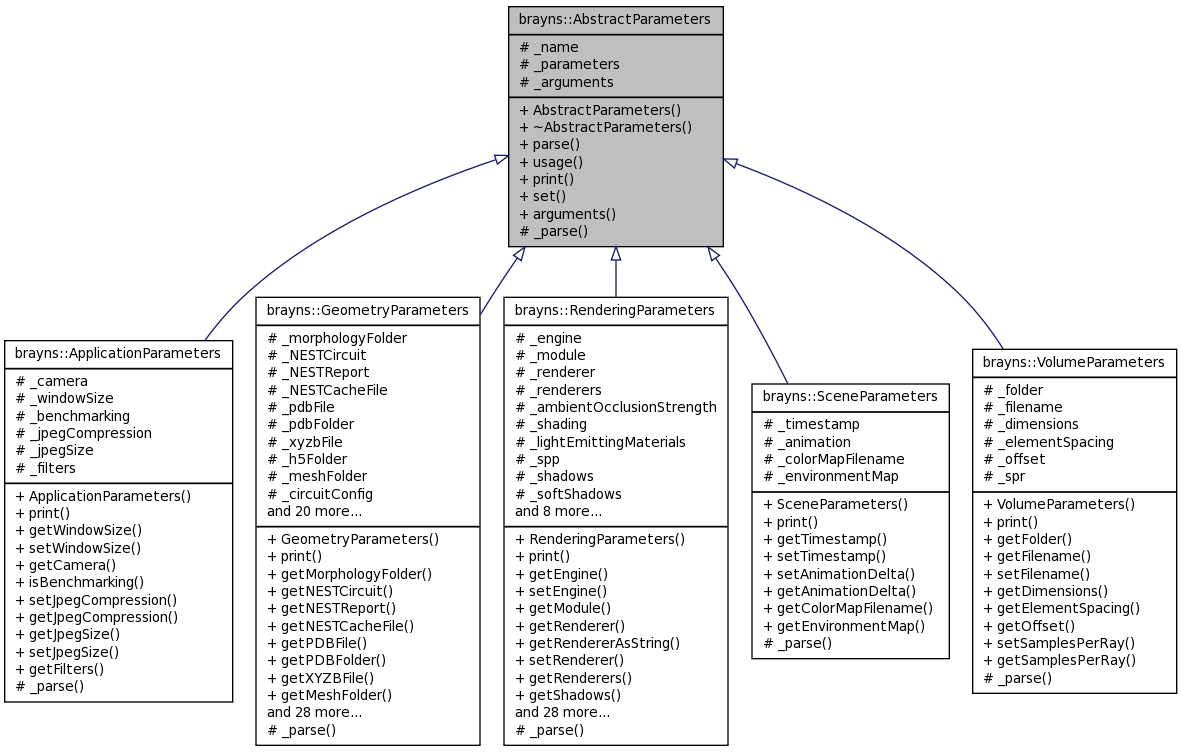 brayns::AbstractParameters
# _name
# _parameters
# _arguments
+ AbstractParameters()
+ ~AbstractParameters()
+ parse()
+ usage()
+ print()
+ set()
+ arguments()
# _parse()
brayns::ApplicationParameters
# _camera
# _windowSize
# _benchmarking
# _jpegCompression
# _jpegSize
# _filters
+ ApplicationParameters()
+ print()
+ getWindowSize()
+ setWindowSize()
+ getCamera()
+ isBenchmarking()
+ setJpegCompression()
+ getJpegCompression()
+ getJpegSize()
+ setJpegSize()
+ getFilters()
# _parse()
brayns::GeometryParameters
# _morphologyFolder
# _NESTCircuit
# _NESTReport
# _NESTCacheFile
# _pdbFile
# _pdbFolder
# _xyzbFile
# _h5Folder
# _meshFolder
# _circuitConfig
and 20 more...
+ GeometryParameters()
+ print()
+ getMorphologyFolder()
+ getNESTCircuit()
+ getNESTReport()
+ getNESTCacheFile()
+ getPDBFile()
+ getPDBFolder()
+ getXYZBFile()
+ getMeshFolder()
and 28 more...
# _parse()
brayns::RenderingParameters
# _engine
# _module
# _renderer
# _renderers
# _ambientOcclusionStrength
# _shading
# _lightEmittingMaterials
# _spp
# _shadows
# _softShadows
and 8 more...
+ RenderingParameters()
+ print()
+ getEngine()
+ setEngine()
+ getModule()
+ getRenderer()
+ getRendererAsString()
+ setRenderer()
+ getRenderers()
+ getShadows()
and 28 more...
# _parse()
brayns::SceneParameters
# _timestamp
# _animation
# _colorMapFilename
# _environmentMap
+ SceneParameters()
+ print()
+ getTimestamp()
+ setTimestamp()
+ setAnimationDelta()
+ getAnimationDelta()
+ getColorMapFilename()
+ getEnvironmentMap()
# _parse()
brayns::VolumeParameters
# _folder
# _filename
# _dimensions
# _elementSpacing
# _offset
# _spr
+ VolumeParameters()
+ print()
+ getFolder()
+ getFilename()
+ setFilename()
+ getDimensions()
+ getElementSpacing()
+ getOffset()
+ setSamplesPerRay()
+ getSamplesPerRay()
# _parse()